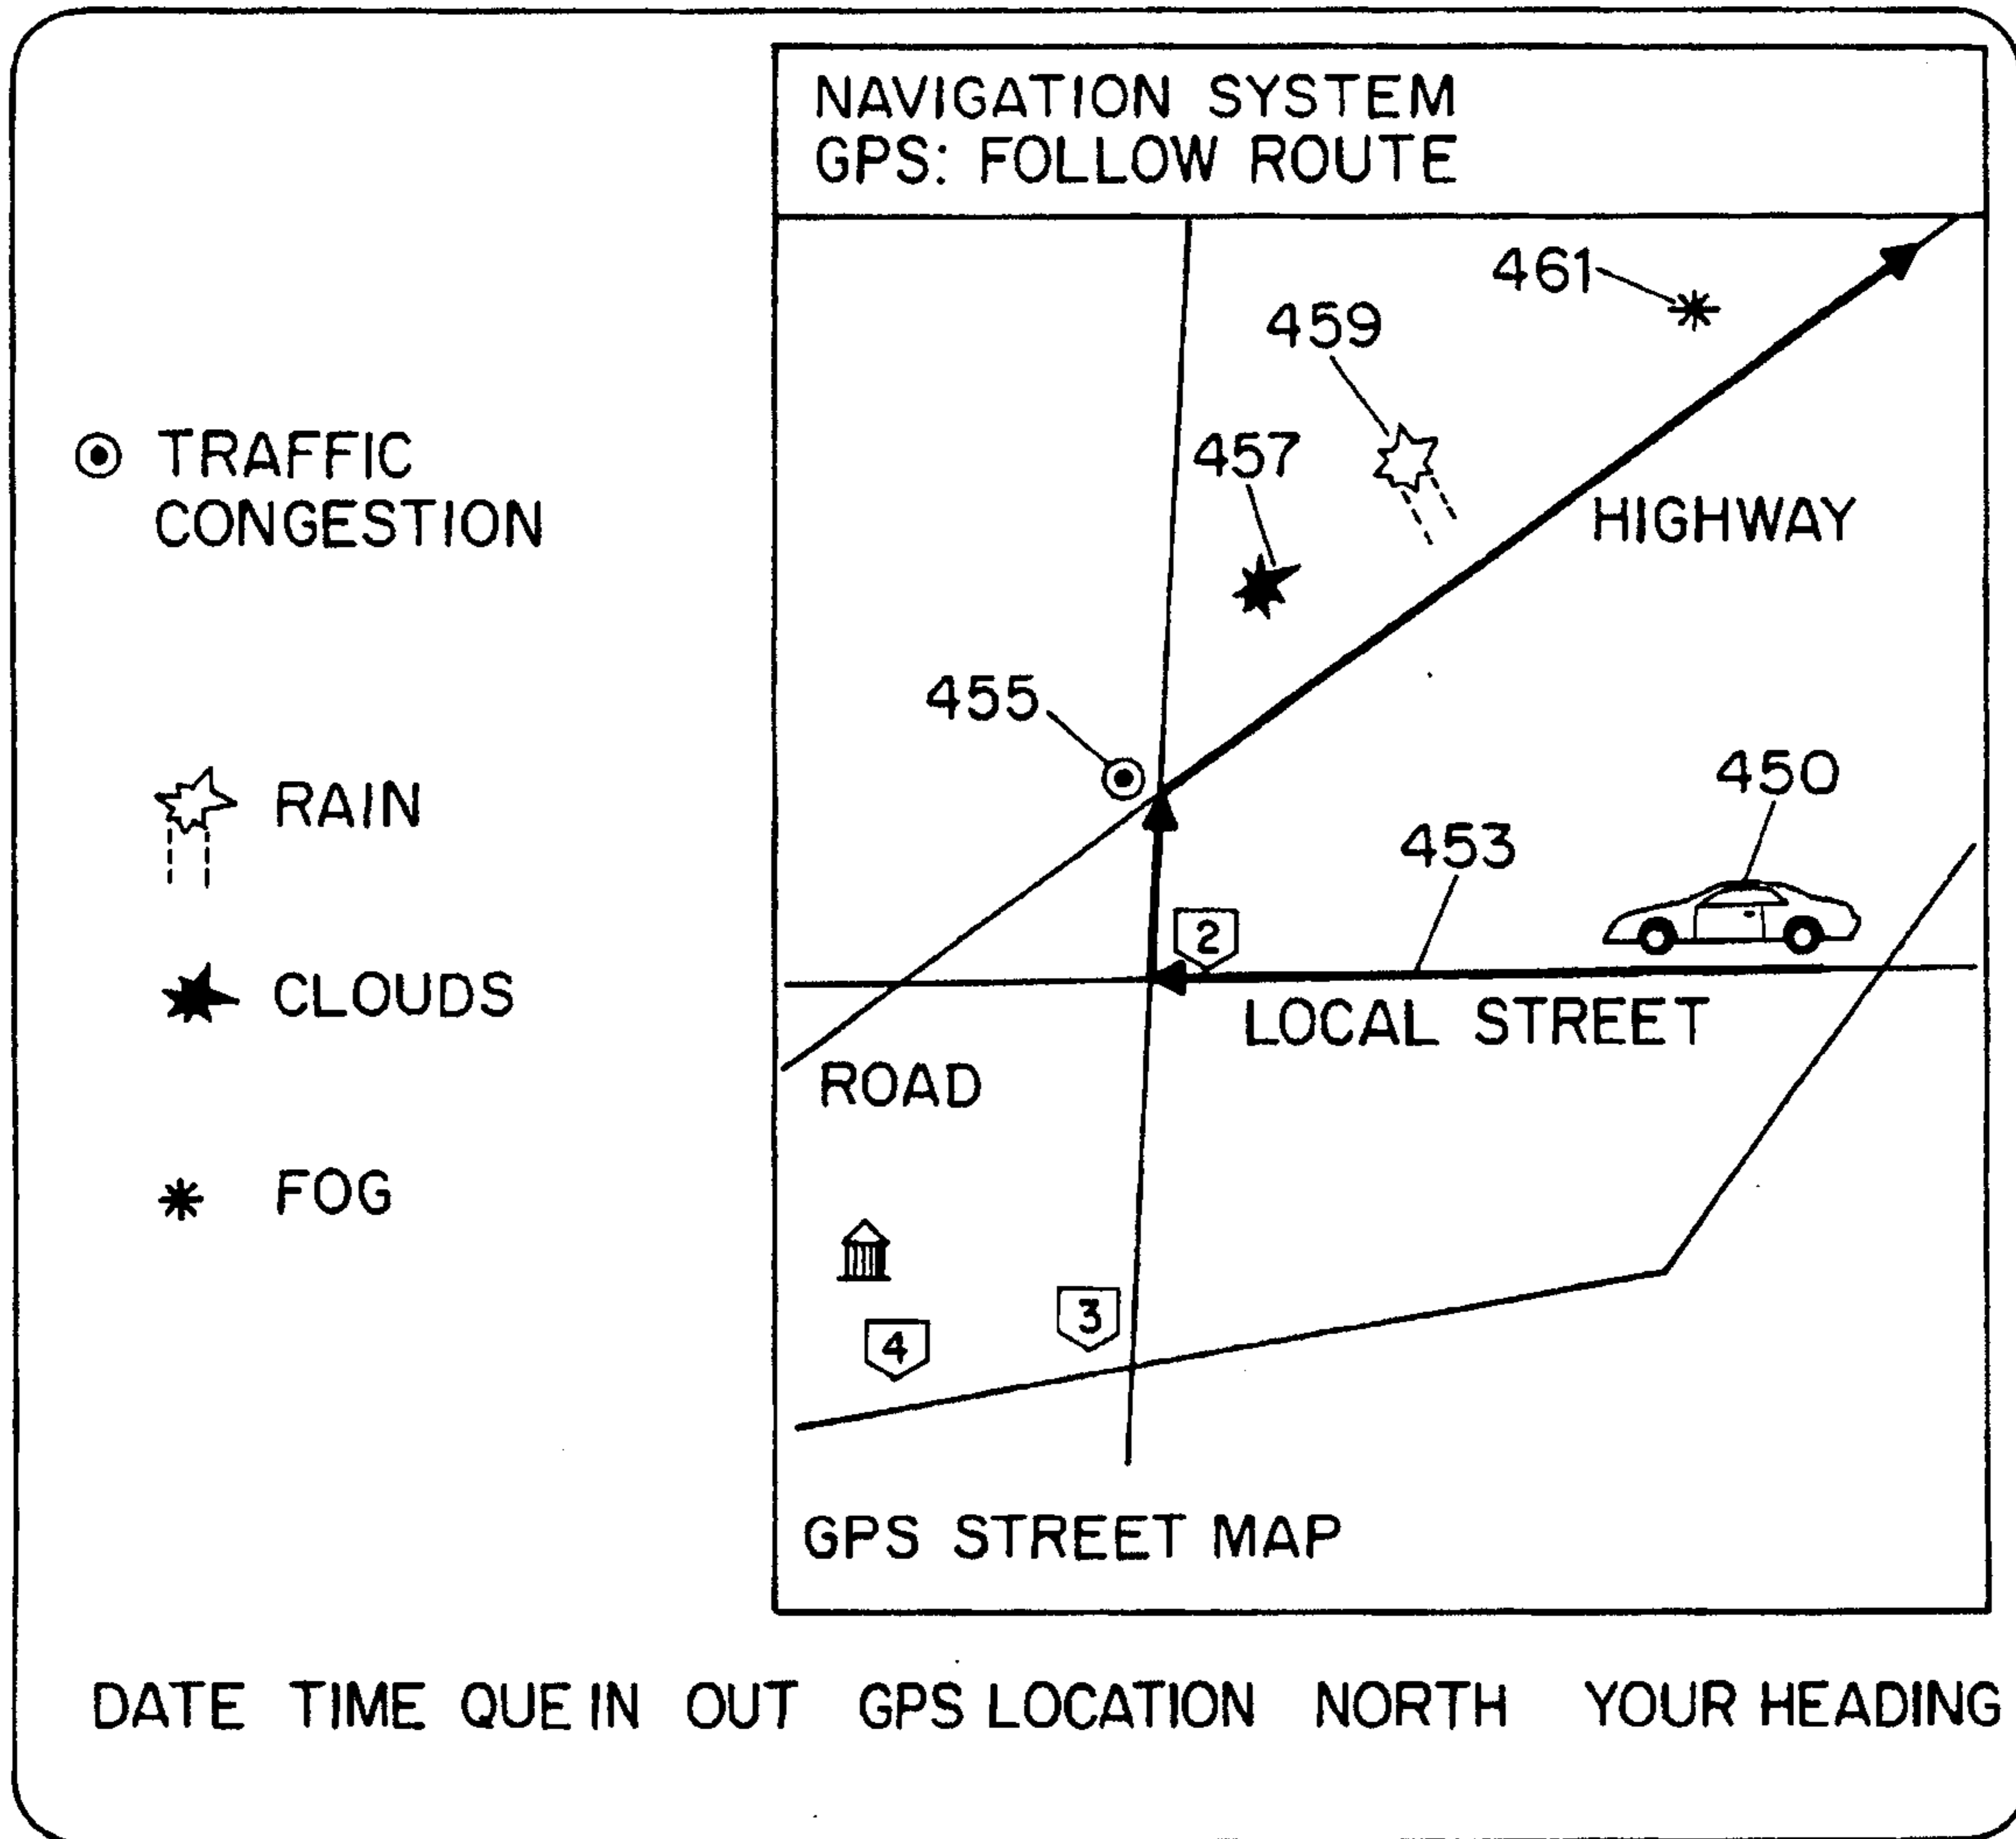 NAVIGATION SYSTEM
GPS: FOLLOW ROUTE
461
459
457
TRAFFIC
CONGESTION
HIGHWAY
455
450
RAIN
453
2
CLOUDS
LOCAL STREET
ROAD
FOG
3
4
GPS STREET MAP
DATE TIME QUE IN OUT GPS LOCATION NORTH YOUR HEADING